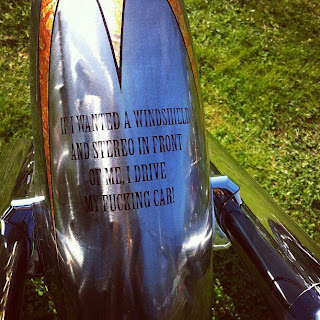 IF I WANTED A WINDSHIELD
AND STEREO IN FRONT
OF ME, I DRIVE
MY FUCKING CAR!